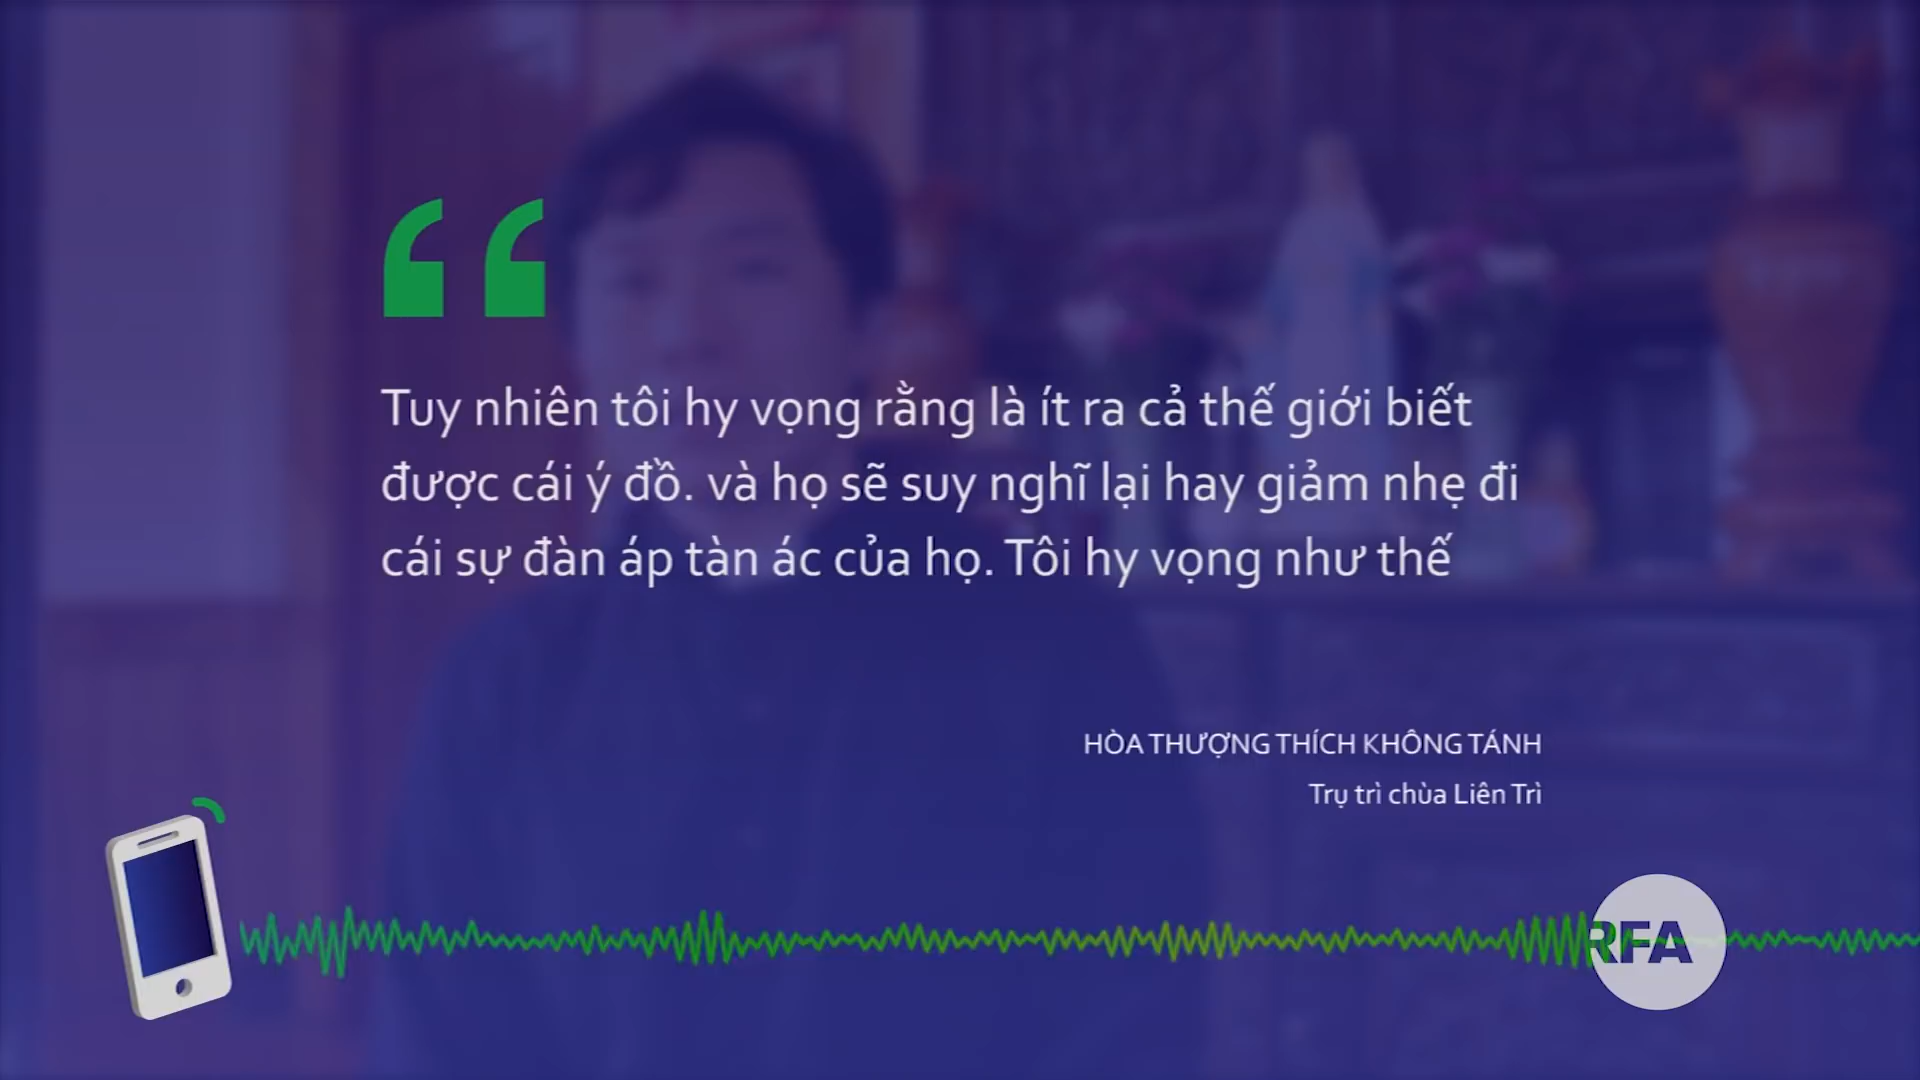 Tuy nhiên tôi hy vọng rằng là ít ra cả thế giới biết
được cái ý đồ. và họ sẽ suy nghĩ lại hay giảm nhẹ đi
cái sự đàn áp tàn ác của họ. Tôi hy vọng như thế
HÒA THƯỢNG THÍCH KHÔNG TÁNH
Trụ trì chùa Liên Trì
RFA